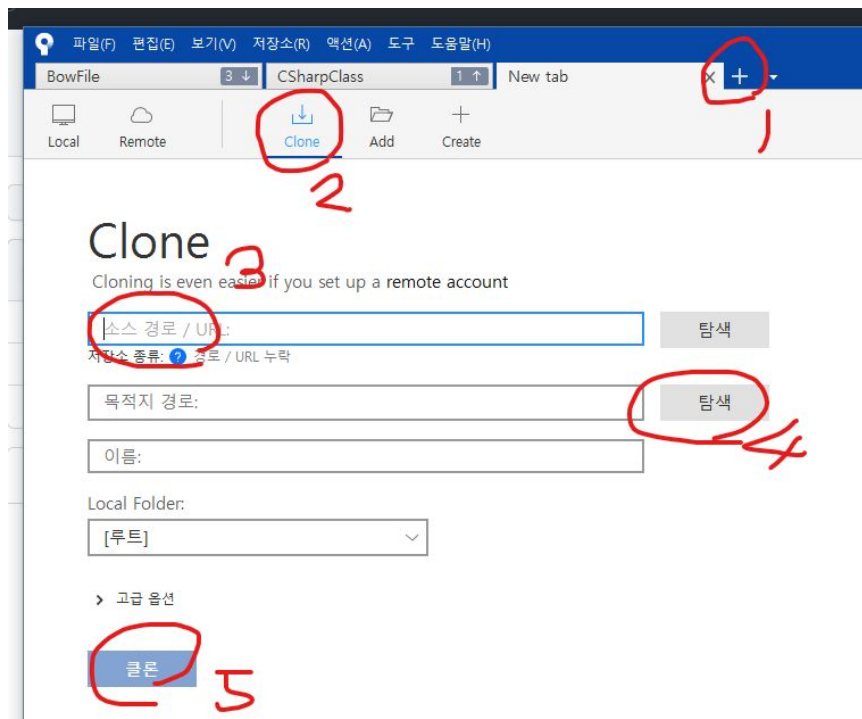 파일(F) 편집(E) 보기(V) 저장소(R) 액션(A) 도구 도움말(H)
BowFile 3 ↓ CSharpClass 1 ↑ New tab × + 
1
Local Remote Clone Add Create
2
Clone
3
Cloning is even easier if you set up a remote account
소스 경로 / URL: 탐색
저장소 종류: ? 경로 / URL 누락
목적지 경로: 탐색
4
이름:
Local Folder:
[루트]
고급 옵션
클론
5